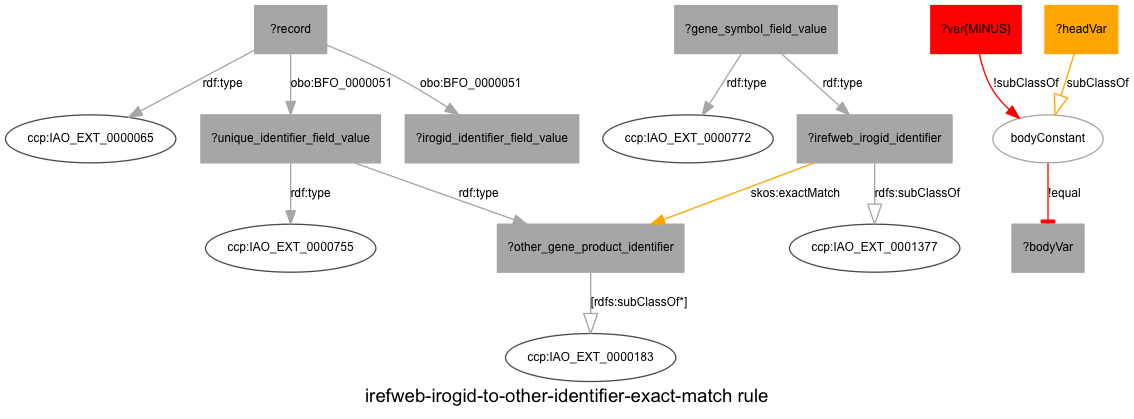 ?record
?gene_symbol_field_value
?var{MINUS}
?headVar
rdf:type
obo:BFO_0000051
obo:BFO_0000051
rdf:type
rdf:type
!subClassOf
subClassOf
ccp:IAO_EXT_0000065
?unique_identifier_field_value
?irogid_identifier_field_value
ccp:IAO_EXT_0000772
?irefweb_irogid_identifier
bodyConstant
rdf:type
rdf:type
skos:exactMatch
rdfs:subClassOf
!equal
ccp:IAO_EXT_0000755
?other_gene_product_identifier
ccp:IAO_EXT_0001377
?bodyVar
[rdfs:subClassOf*]
ccp:IAO_EXT_0000183
irefweb-irogid-to-other-identifier-exact-match rule